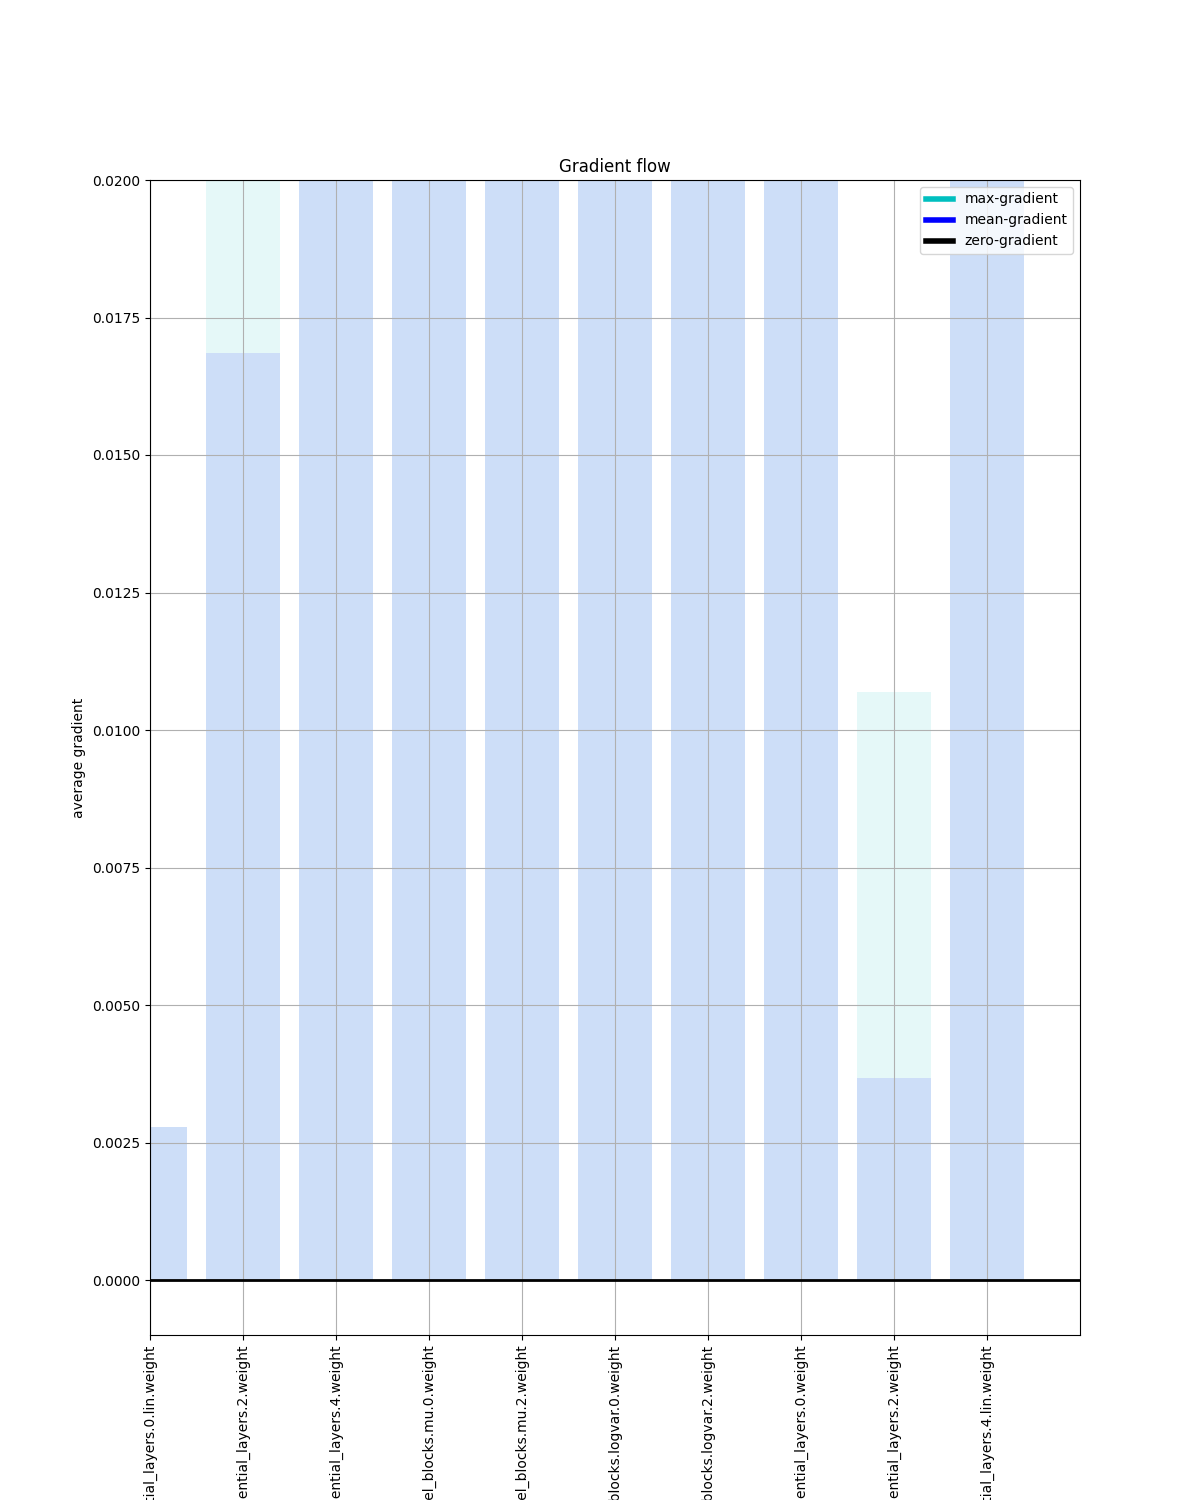 Gradient flow
0.0200
0.0175
0.0150
0.0125
0.0100
0.0075
0.0050
0.0025
0.0000
average gradient
max-gradient
mean-gradient
zero-gradient
tial_layers.0.lin.weight
ential_layers.2.weight
ential_layers.4.weight
el_blocks.mu.0.weight
el_blocks.mu.2.weight
blocks.logvar.0.weight
blocks.logvar.2.weight
ential_layers.0.weight
ential_layers.2.weight
tial_layers.4.lin.weight